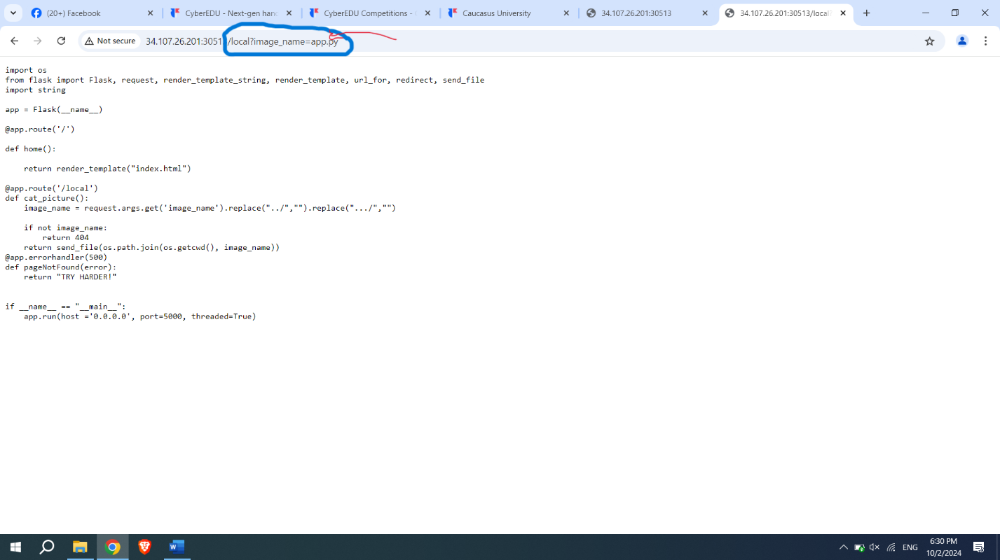 (20+) Facebook
CyberEDU - Next-gen hand
CyberEDU Competitions -
Caucasus University
34.107.26.201:30513
34.107.26.201:30513/local?
Not secure
34.107.26.201:3051 /local?image_name=app.py
import os
from flask import Flask, request, render_template_string, render_template, url_for, redirect, send_file
import string
app = Flask(__name__)
@app.route('/')
def home():
    return render_template("index.html")
@app.route('/local')
def cat_picture():
    image_name = request.args.get('image_name').replace("../","").replace(".../","")
    if not image_name:
        return 404
    return send_file(os.path.join(os.getcwd(), image_name))
@app.errorhandler(500)
def pageNotFound(error):
    return "TRY HARDER!"
if __name__ == "__main__":
    app.run(host ='0.0.0.0', port=5000, threaded=True)
W
ENG
6:30 PM
10/2/2024